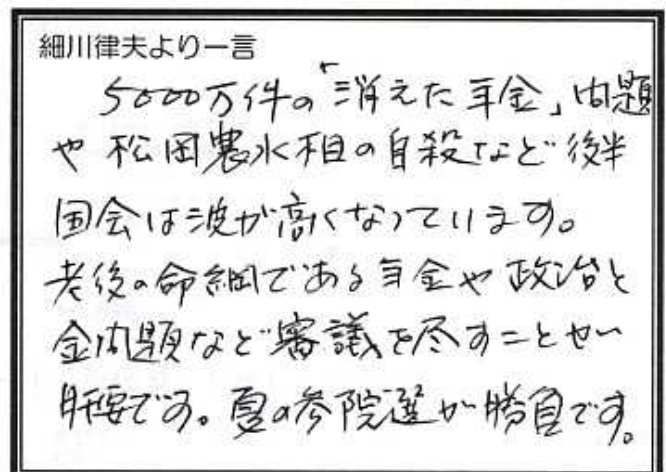 細川律夫より一言
5000万件の「消えた年金」問題
や松岡農水相の自殺など後半
国会は波が高くなっています。
老後の命綱である年金や政治と
金問題など審議を尽すことが
肝要です。夏の参院選が勝負です。